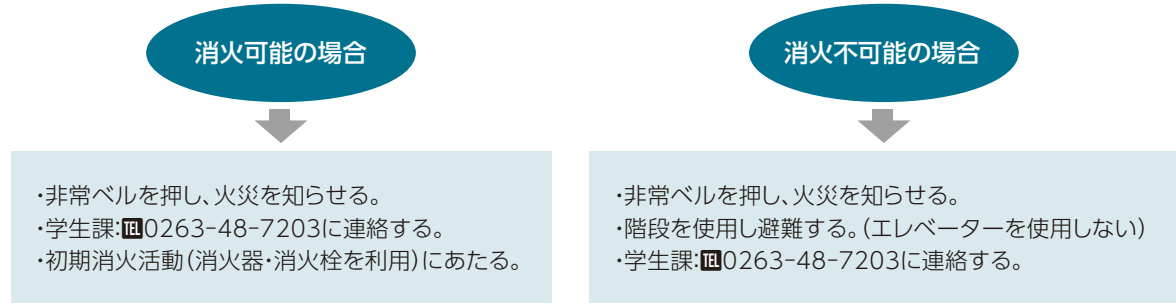 消火可能の場合
・非常ベルを押し、火災を知らせる。
・学生課:℡0263-48-7203に連絡する。
・初期消火活動(消火器・消火栓を利用)にあたる。
消火不可能の場合
・非常ベルを押し、火災を知らせる。
・階段を使用し避難する。(エレベーターを使用しない)
・学生課:℡0263-48-7203に連絡する。